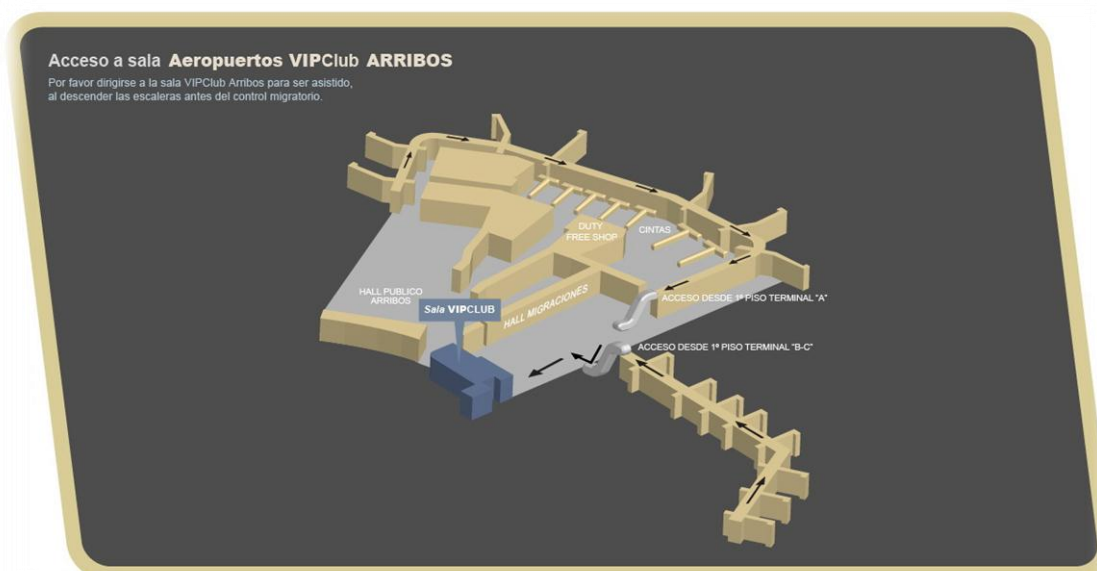 Acceso a sala Aeropuertos VIPClub ARRIBOS
Por favor dirigirse a la sala VIPClub Arribos para ser asistido,
al descender las escaleras antes del control migratorio.
DUTY
FREE SHOP
CINTAS
HALL PUBLICO
ARRIBOS
Sala VIPCLUB
HALL MIGRACIONES
ACCESO DESDE 1º PISO TERMINAL "A"
ACCESO DESDE 1º PISO TERMINAL "B-C"